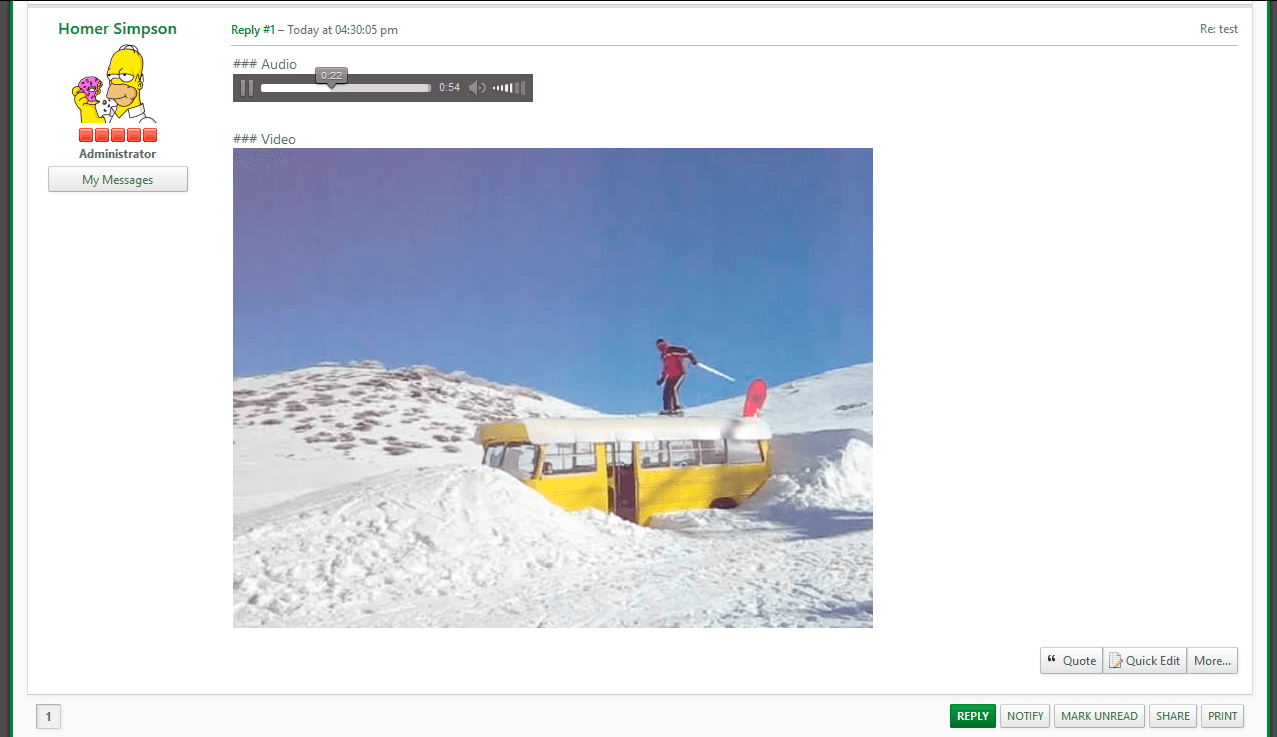 Homer Simpson
Reply #1 – Today at 04:30:05 pm
Re: test
### Audio
0:22
0:54
Administrator
My Messages
### Video
“ Quote
Quick Edit
More...
1
REPLY
NOTIFY
MARK UNREAD
SHARE
PRINT